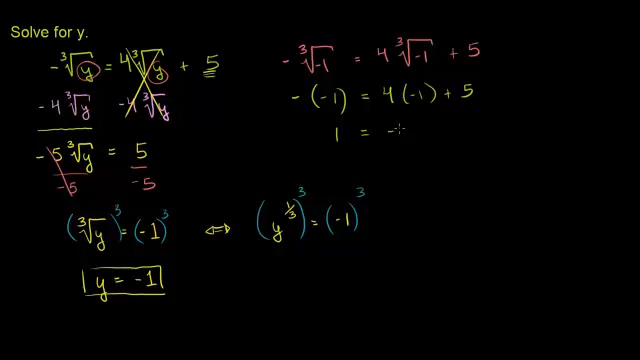 Solve for y.
-∛y = 4∛y + 5
-4∛y -4∛y
-5∛y = 5
-5 -5
(∛y)³ = (-1)³ ⇔ (y^(1/3))³ = (-1)³
y = -1
-∛-1 = 4∛-1 + 5
-(-1) = 4(-1) + 5
1 = -